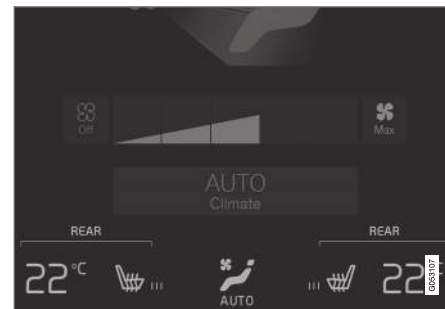 Off
Max
AUTO
Climate
REAR
REAR
22°C
AUTO
22
G053107